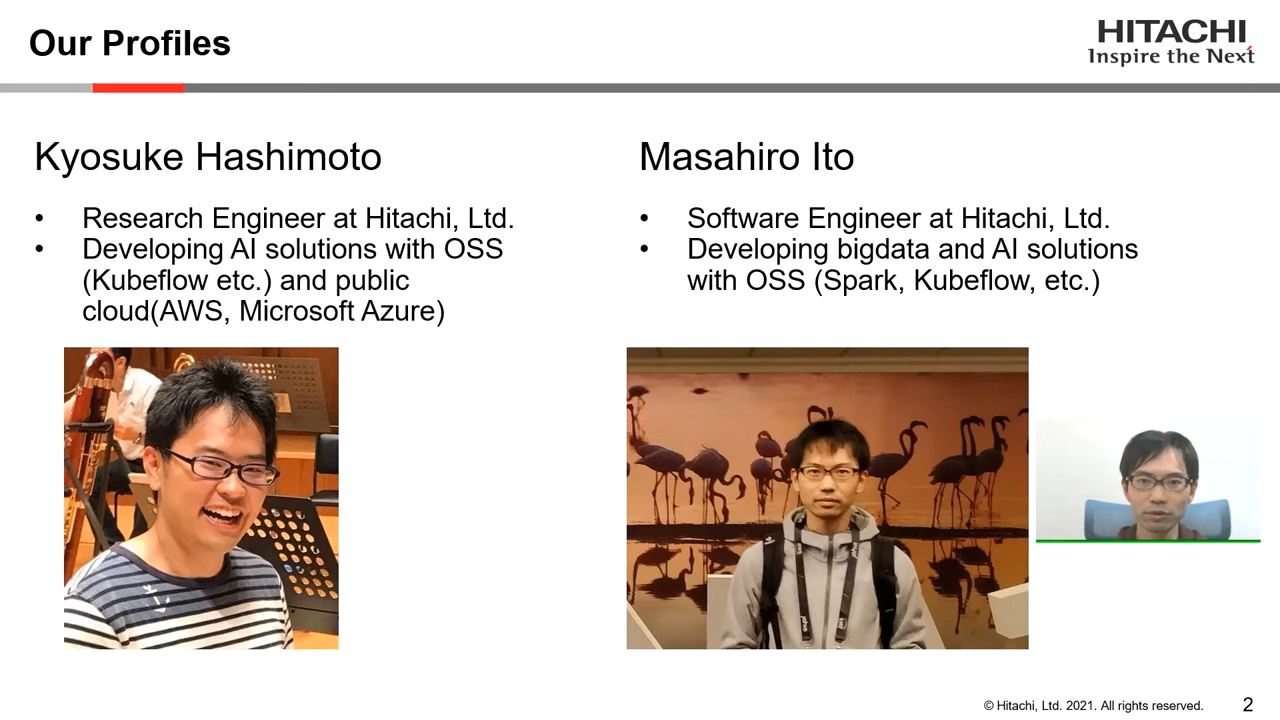 Our Profiles
HITACHI
Inspire the Next
Kyosuke Hashimoto
• Research Engineer at Hitachi, Ltd.
• Developing AI solutions with OSS
(Kubeflow etc.) and public
cloud(AWS, Microsoft Azure)
Masahiro Ito
• Software Engineer at Hitachi, Ltd.
• Developing bigdata and AI solutions
with OSS (Spark, Kubeflow, etc.)
© Hitachi, Ltd. 2021. All rights reserved.
2